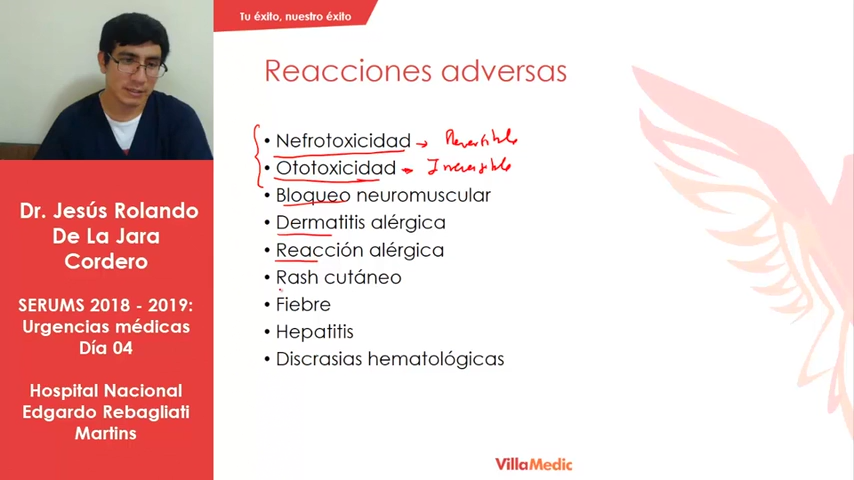 Tu éxito, nuestro éxito
Reacciones adversas
• Nefrotoxicidad → Reversible
• Ototoxicidad → Irreversible
• Bloqueo neuromuscular
• Dermatitis alérgica
• Reacción alérgica
• Rash cutáneo
• Fiebre
• Hepatitis
• Discrasias hematológicas
Dr. Jesús Rolando
De La Jara
Cordero
SERUMS 2018 - 2019:
Urgencias médicas
Día 04
Hospital Nacional
Edgardo Rebagliati
Martins
VillaMedic